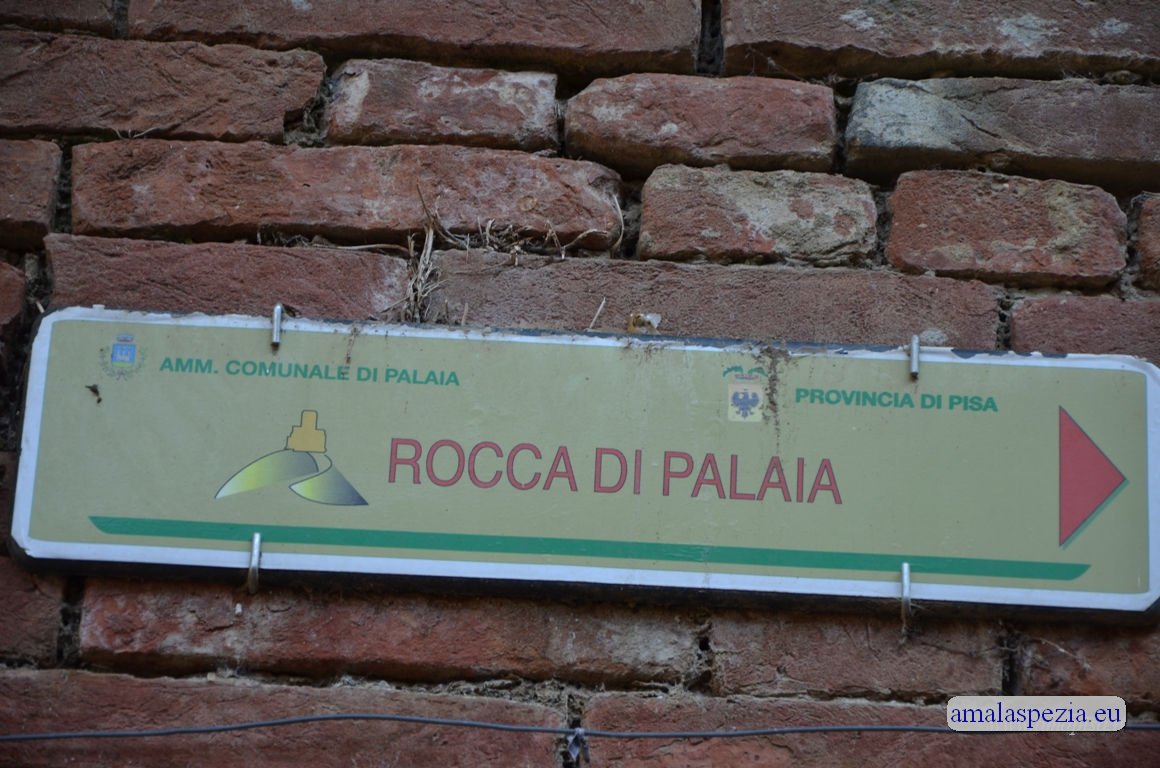 AMM. COMUNALE DI PALAIA
PROVINCIA DI PISA
ROCCA DI PALAIA
amalaspezia.eu